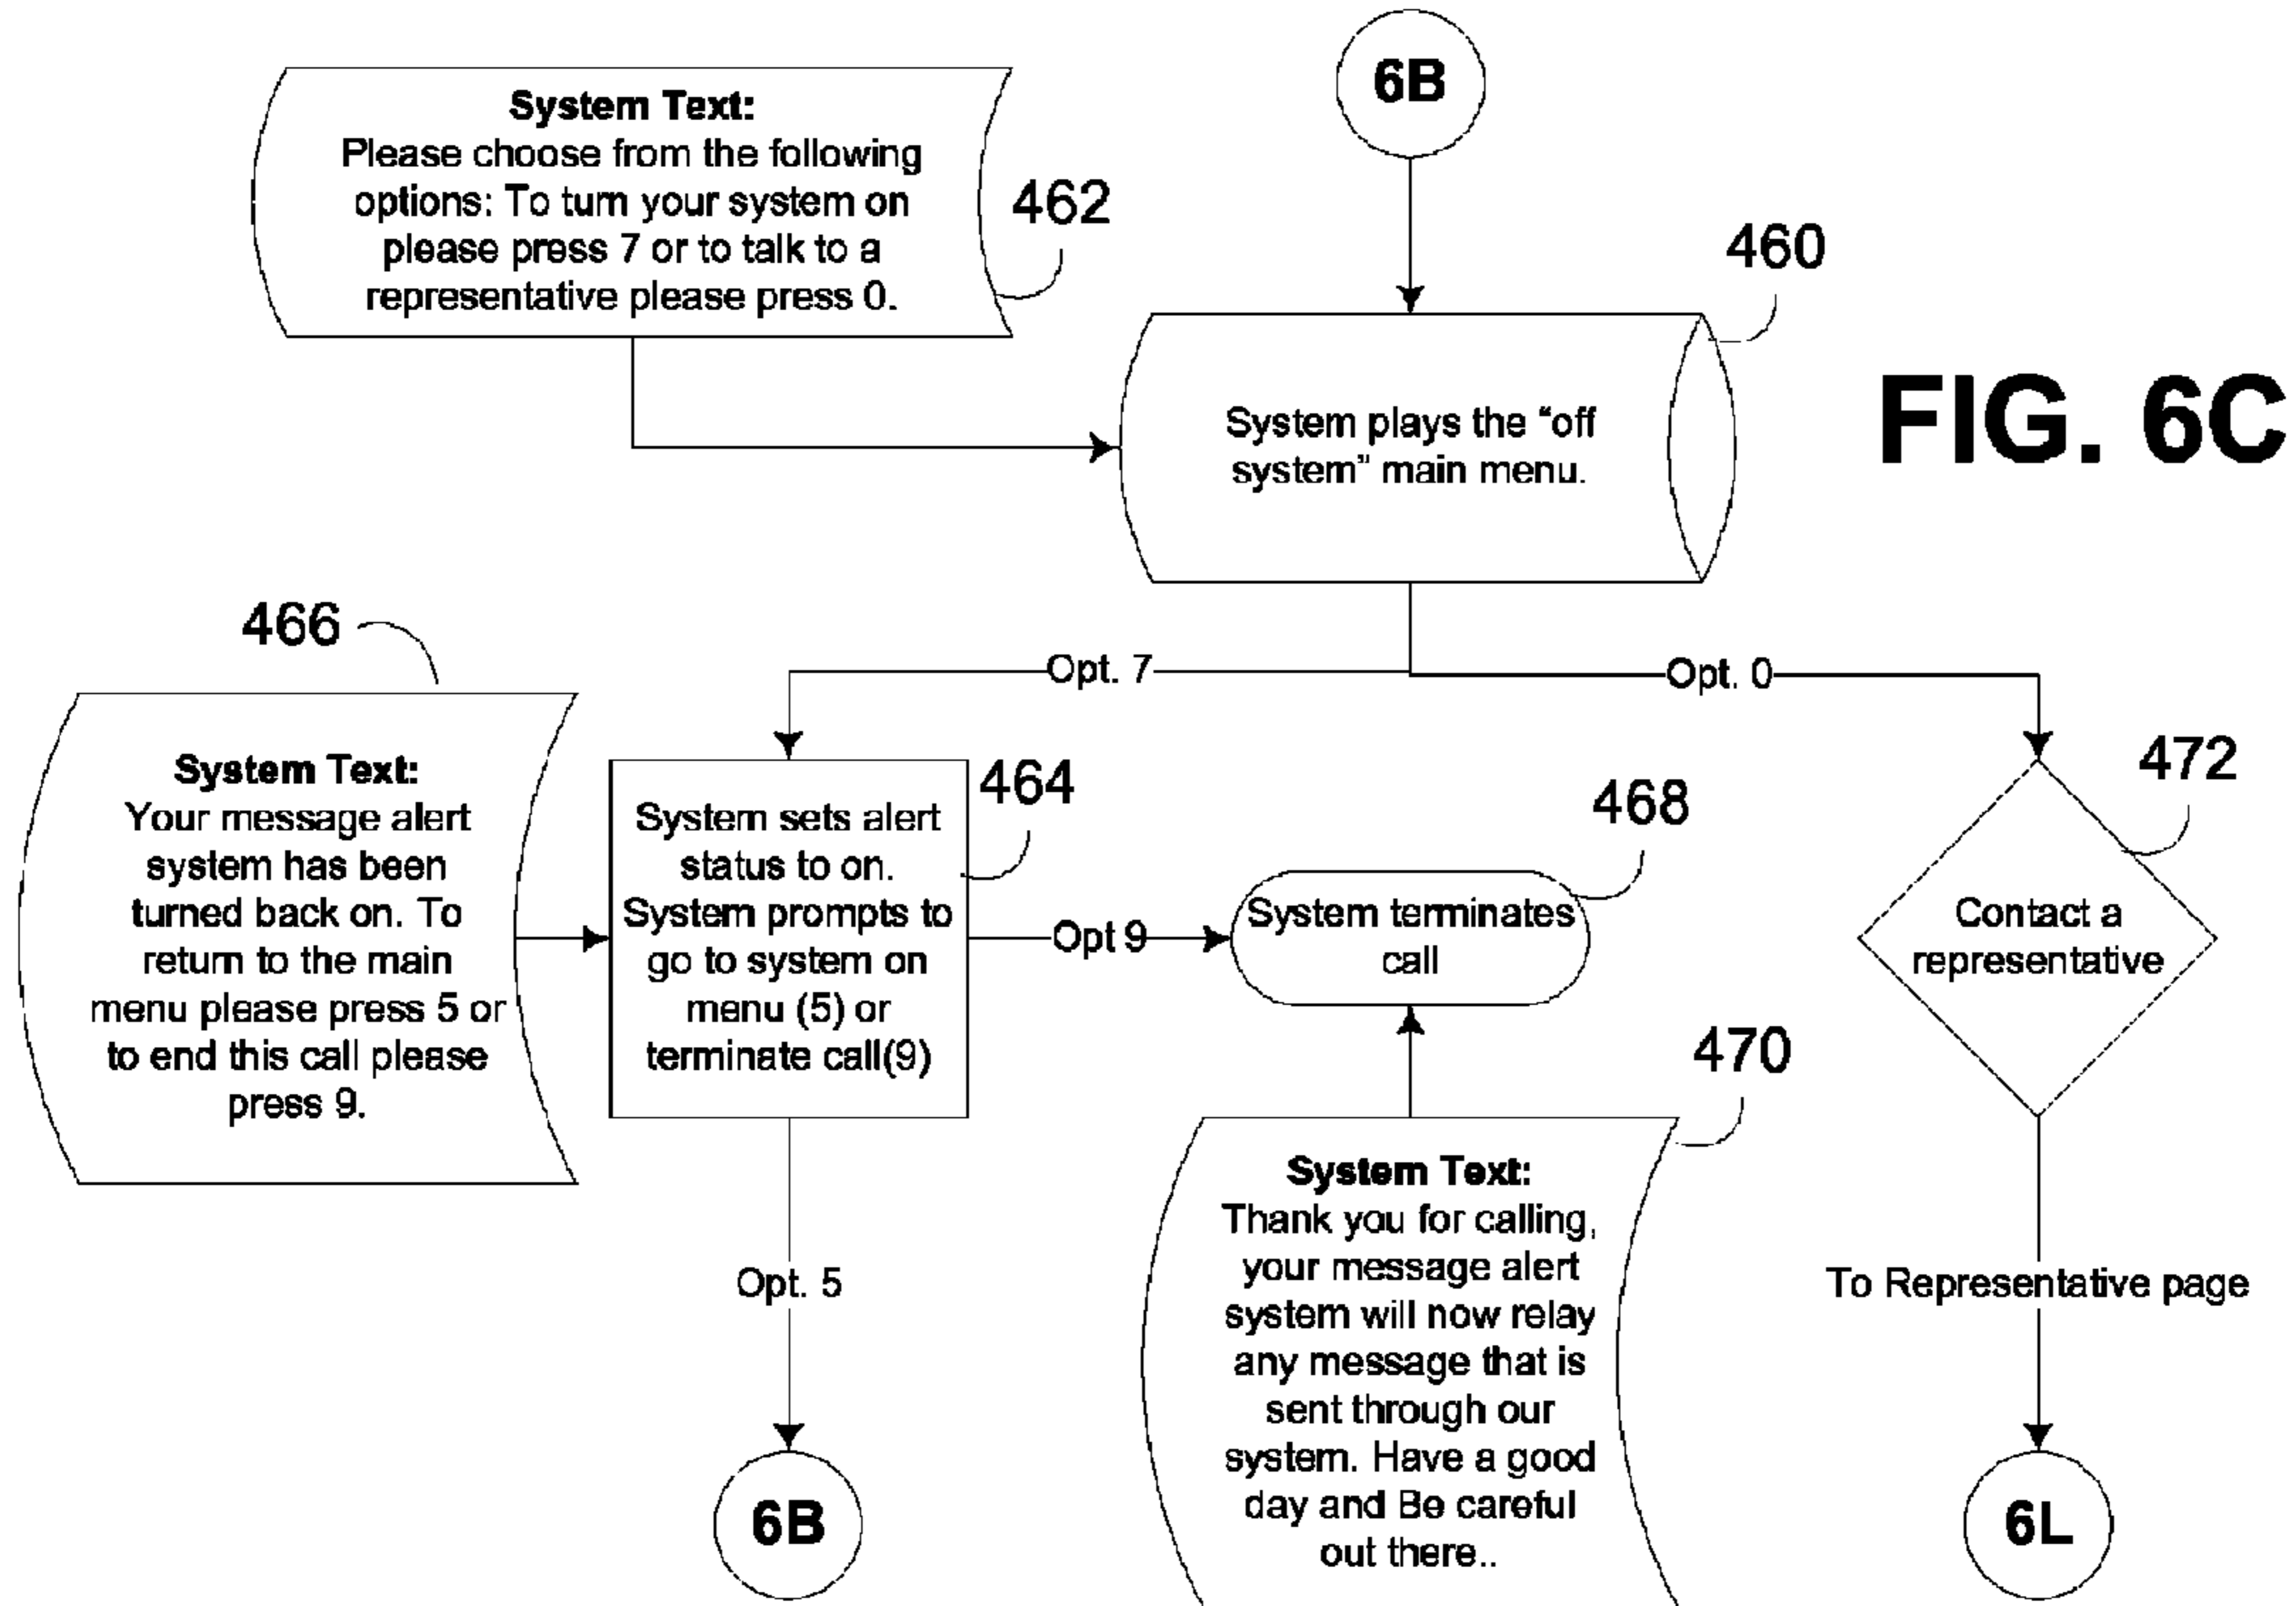 System Text:
Please choose from the following
options: To turn your system on
please press 7 or to talk to a
representative please press 0.
462
6B
460
System plays the “off
system” main menu.
FIG. 6C
466
Opt. 7
Opt. 0
System Text:
Your message alert
system has been
turned back on. To
return to the main
menu please press 5 or
to end this call please
press 9.
System sets alert
status to on.
System prompts to
go to system on
menu (5) or
terminate call(9)
464
Opt 9
468
System terminates
call
472
Contact a
representative
470
System Text:
Thank you for calling,
your message alert
system will now relay
any message that is
sent through our
system. Have a good
day and Be careful
out there..
Opt. 5
6B
To Representative page
6L